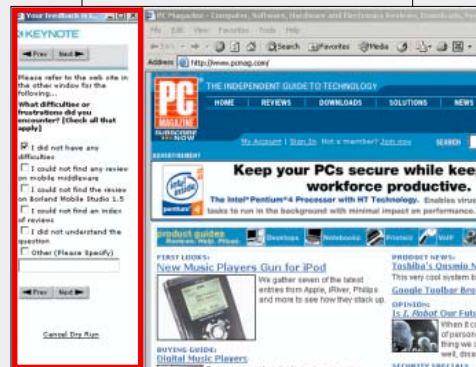 Your feedback is i...
KEYNOTE
Prev Next
Please refer to the web site in
the other window for the
following...
What difficulties or
frustrations did you
encounter? [Check all that
apply]
I did not have any
difficulties
I could not find any review
on mobile middleware
I could not find the review
on Borland Mobile Studio 1.5
I could not find an index
of reviews
I did not understand the
question
Other (Please Specify)
Prev Next
Cancel Dry Run
PC Magazine - Computer, Software, Hardware and Electronics Reviews, Downloads,
File Edit View Favorites Tools Help
Search Favorites Media
Address http://www.pcmag.com/
PC
MAGAZINE
SUBSCRIBE
NOW
THE INDEPENDENT GUIDE TO TECHNOLOGY
HOME REVIEWS DOWNLOADS SOLUTIONS NEWS
My Account | Sign In Not a member? Join now SEARCH
ADVERTISEMENT
intel
inside
pentium 4
Keep your PCs secure while keep
workforce productive.
The Intel® Pentium® 4 Processor with HT Technology. Enables virus
tasks to run in the background with minimal impact on performance
product guides
Reviews. Help. Prices.
Desktops Notebooks Printers VoIP
FIRST LOOKS:
New Music Players Gun for iPod
We gather seven of the latest
entries from Apple, iRiver, Philips
and more to see how they stack up.
BUYING GUIDE:
Digital Music Players
PRODUCT NEWS:
Toshiba's Qosmio N
This very cool system b
Google Toolbar Bro
OPINION:
Is I, Robot Our Futu
When it co
of person
thing we c
well, disa
SECURITY SPECIAL